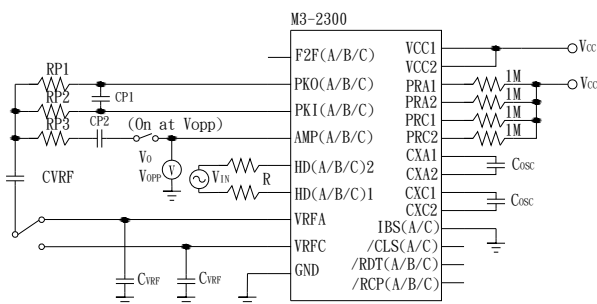 M3-2300
F2F(A/B/C)
PKO(A/B/C)
PKI(A/B/C)
AMP(A/B/C)
HD(A/B/C)2
HD(A/B/C)1
VRFA
VRFC
GND
VCC1
VCC2
PRA1
PRA2
PRC1
PRC2
CXA1
CXA2
CXC1
CXC2
IBS(A/C)
/CLS(A/C)
/RDT(A/C)
/RCP(A/C)
RP1
RP2
RP3
CP1
CP2
(On at Vopp)
VO
VOPP
V
VIN
R
CVRF
CVRF
CVRF
VCC
VCC
1M
1M
1M
1M
COSC
COSC